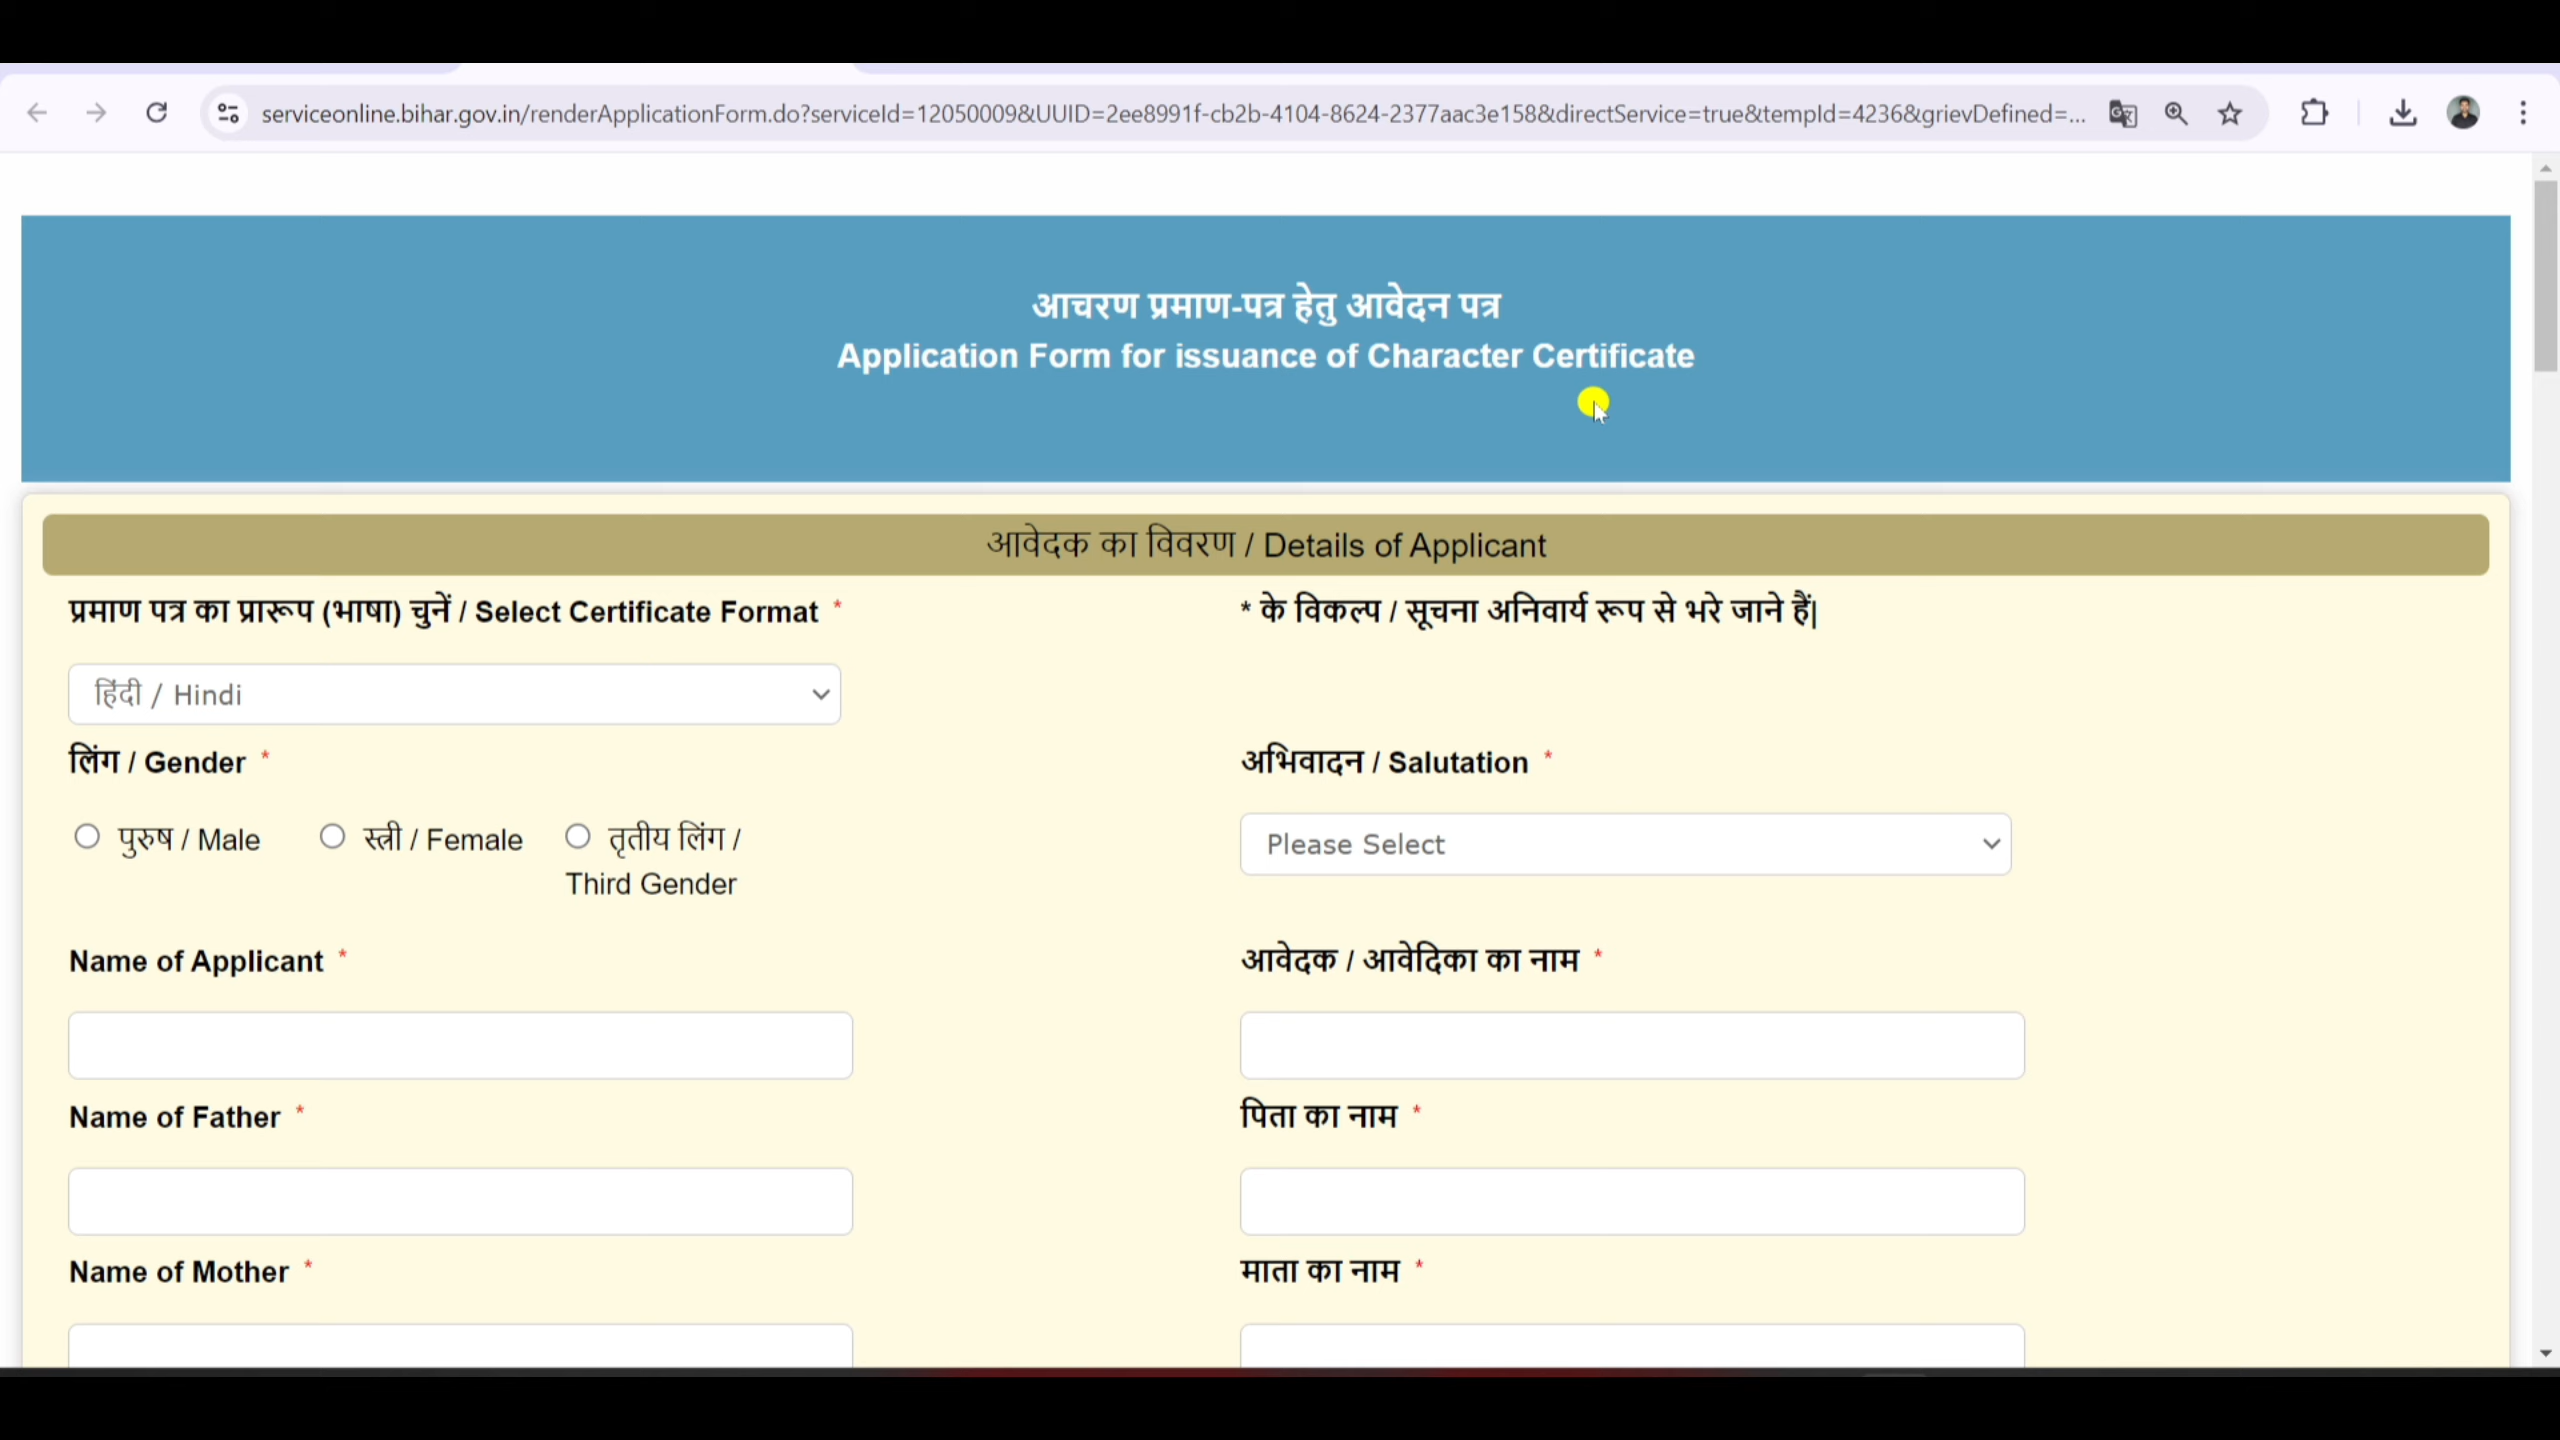 serviceonline.bihar.gov.in/renderApplicationForm.do?serviceId=12050009&UUID=2ee8991f-cb2b-4104-8624-2377aac3e158&directService=true&tempId=4236&grievDefined=...
आचरण प्रमाण-पत्र हेतु आवेदन पत्र
Application Form for issuance of Character Certificate
आवेदक का विवरण / Details of Applicant
प्रमाण पत्र का प्रारूप (भाषा) चुनें / Select Certificate Format *
* के विकल्प / सूचना अनिवार्य रूप से भरे जाने हैं|
हिंदी / Hindi
लिंग / Gender *
अभिवादन / Salutation *
पुरुष / Male
स्त्री / Female
तृतीय लिंग /
Third Gender
Please Select
Name of Applicant *
आवेदक / आवेदिका का नाम *
Name of Father *
पिता का नाम *
Name of Mother *
माता का नाम *